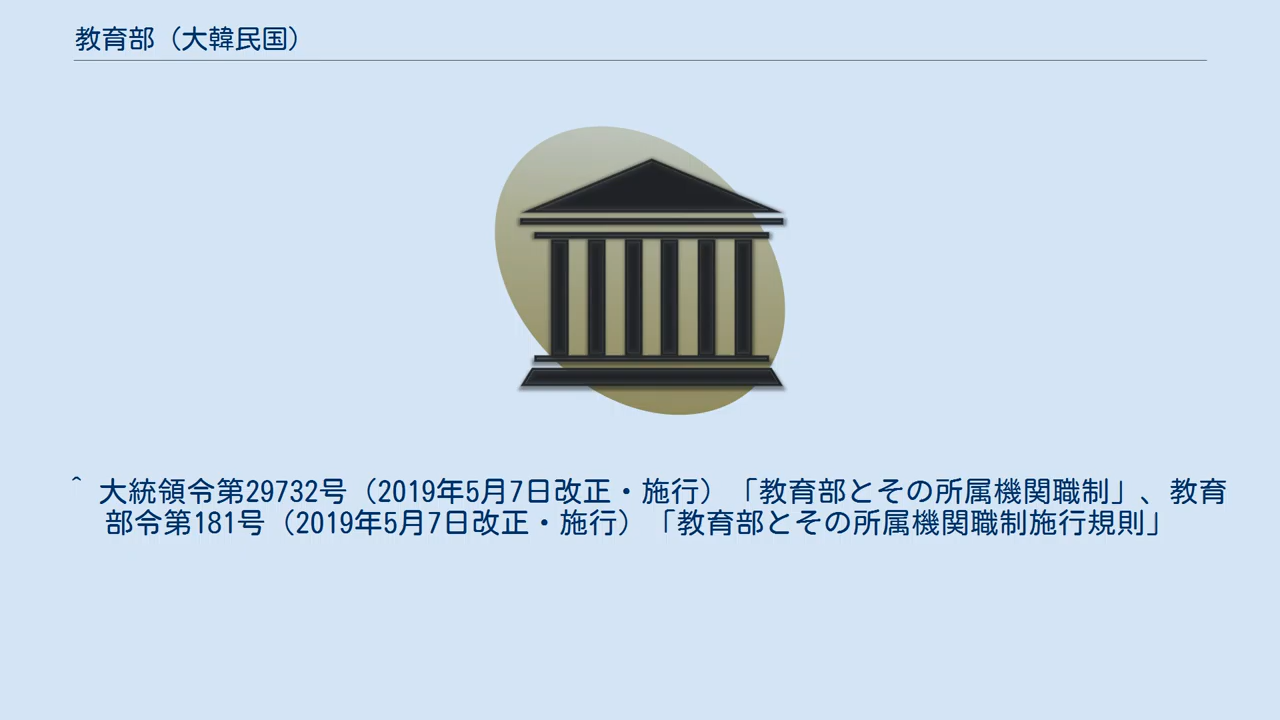 教育部（大韓民国）
^ 大統領令第29732号（2019年5月7日改正・施行）「教育部とその所属機関職制」、教育
部令第181号（2019年5月7日改正・施行）「教育部とその所属機関職制施行規則」